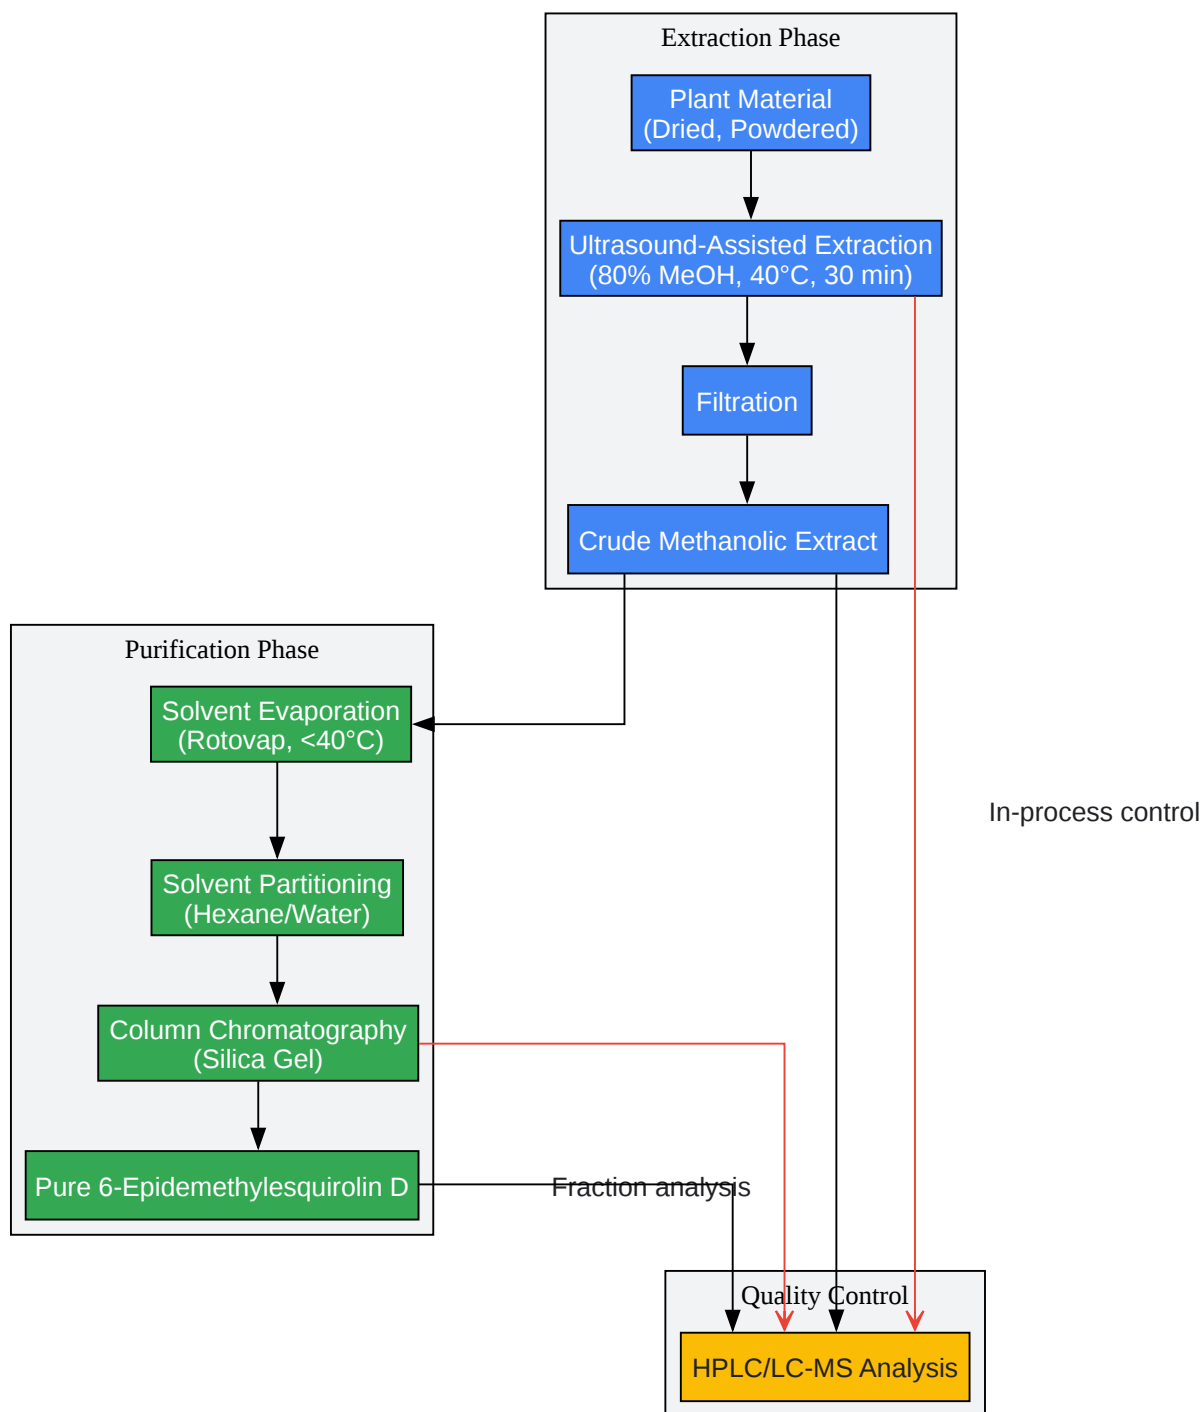 Extraction Phase
Plant Material
(Dried, Powdered)
Ultrasound-Assisted Extraction
(80% MeOH, 40°C, 30 min)
Filtration
Crude Methanolic Extract
Purification Phase
Solvent Evaporation
(Rotovap, <40°C)
In-process control
Solvent Partitioning
(Hexane/Water)
Column Chromatography
(Silica Gel)
Pure 6-Epidemethylesquirolin D
Fraction analysis
Quality Control
HPLC/LC-MS Analysis